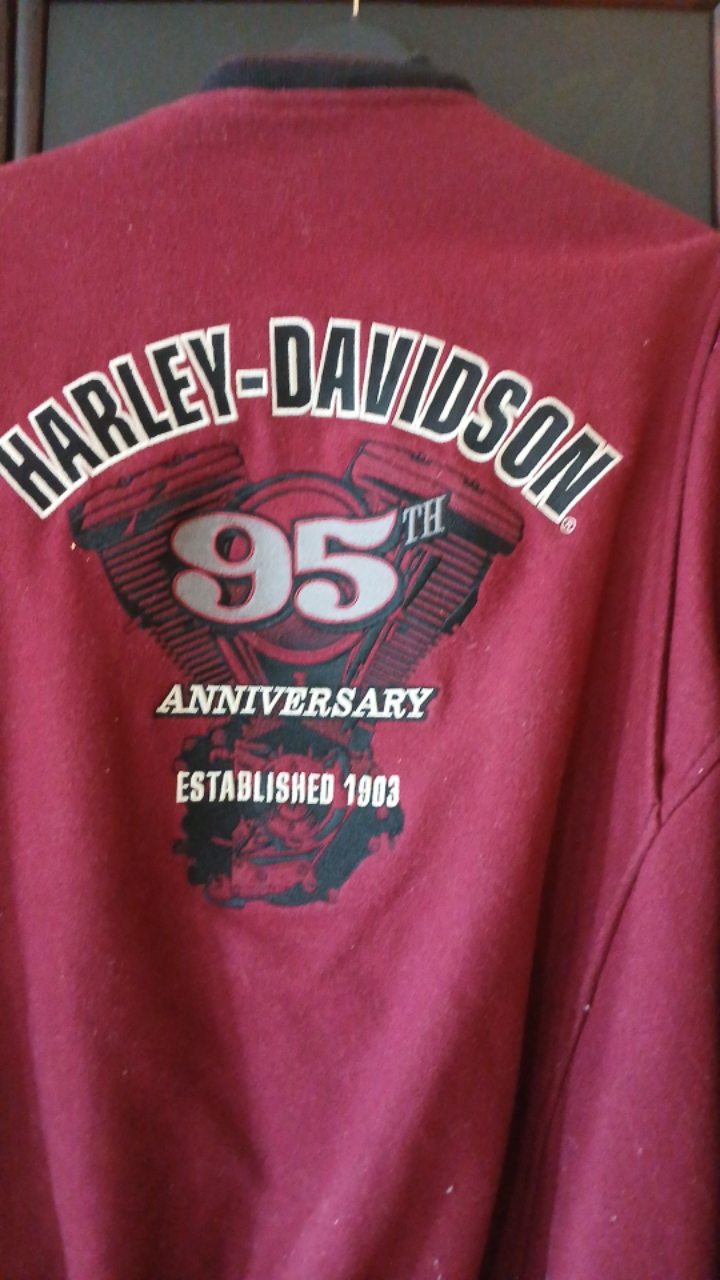 HARLEY-DAVIDSON®
95TH
ANNIVERSARY
ESTABLISHED 1903